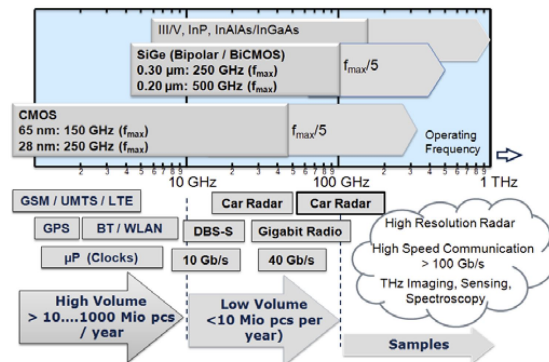 III/V, InP, InAlAs/InGaAs
SiGe (Bipolar / BiCMOS)
0.30 µm: 250 GHz (fmax)
0.20 µm: 500 GHz (fmax)
fmax/5
CMOS
65 nm: 150 GHz (fmax)
28 nm: 250 GHz (fmax)
fmax/5
Operating
Frequency
2 3 4 5 6 7 8 9 2 3 4 5 6 7 8 9 2 3 4 5 6 7 8 9
10 GHz 100 GHz 1 THz
GSM / UMTS / LTE
Car Radar Car Radar
GPS BT / WLAN DBS-S Gigabit Radio
µP (Clocks) 10 Gb/s 40 Gb/s
High Resolution Radar
High Speed Communication
> 100 Gb/s
THz Imaging, Sensing,
Spectroscopy
High Volume
> 10....1000 Mio pcs
/ year
Low Volume
<10 Mio pcs per
year)
Samples